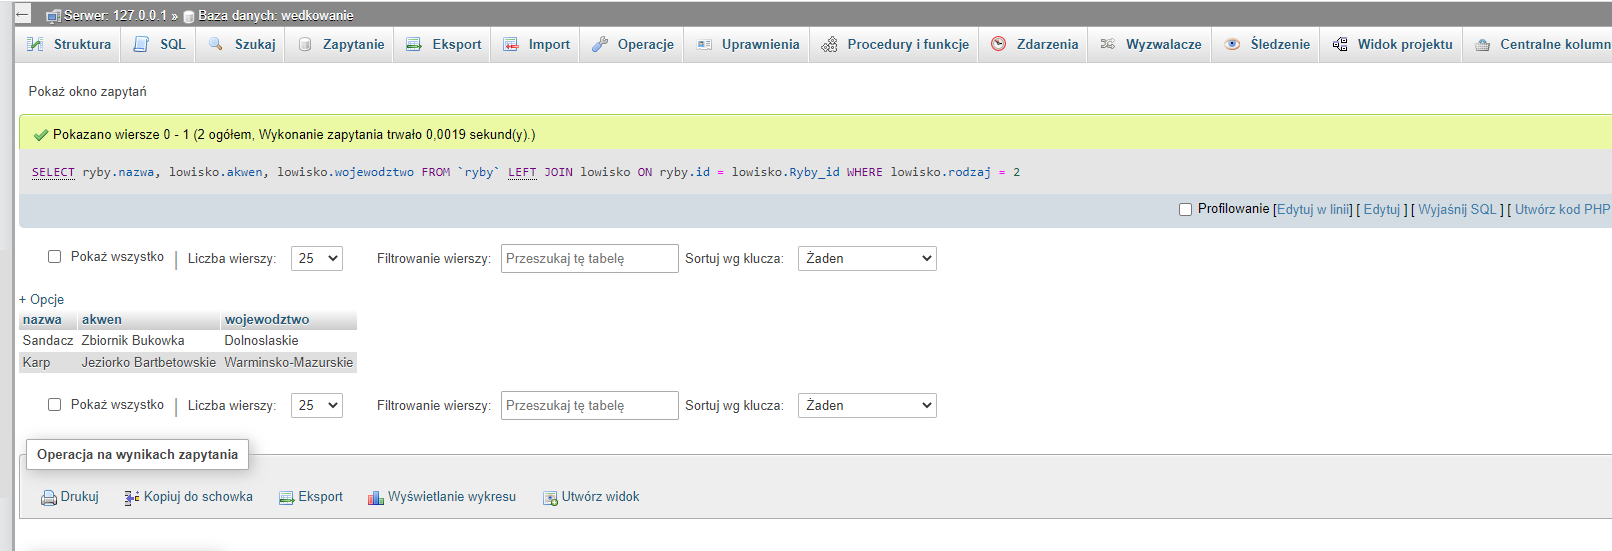 ← Serwer: 127.0.0.1 » Baza danych: wedkowanie
Struktura SQL Szukaj Zapytanie Eksport Import Operacje Uprawnienia Procedury i funkcje Zdarzenia Wyzwalacze Śledzenie Widok projektu Centralne kolumn
Pokaż okno zapytań
Pokazano wiersze 0 - 1 (2 ogółem, Wykonanie zapytania trwało 0,0019 sekund(y).)
SELECT ryby.nazwa, lowisko.akwen, lowisko.wojewodztwo FROM `ryby` LEFT JOIN lowisko ON ryby.id = lowisko.Ryby_id WHERE lowisko.rodzaj = 2
Profilowanie [Edytuj w linii] [ Edytuj ] [ Wyjaśnij SQL ] [ Utwórz kod PHP
Pokaż wszystko | Liczba wierszy: 25 Filtrowanie wierszy: Przeszukaj tę tabelę Sortuj wg klucza: Żaden
+ Opcje
nazwa akwen wojewodztwo
Sandacz Zbiornik Bukowka Dolnoslaskie
Karp Jeziorko Bartbetowskie Warminsko-Mazurskie
Pokaż wszystko | Liczba wierszy: 25 Filtrowanie wierszy: Przeszukaj tę tabelę Sortuj wg klucza: Żaden
Operacja na wynikach zapytania
Drukuj Kopiuj do schowka Eksport Wyświetlanie wykresu Utwórz widok